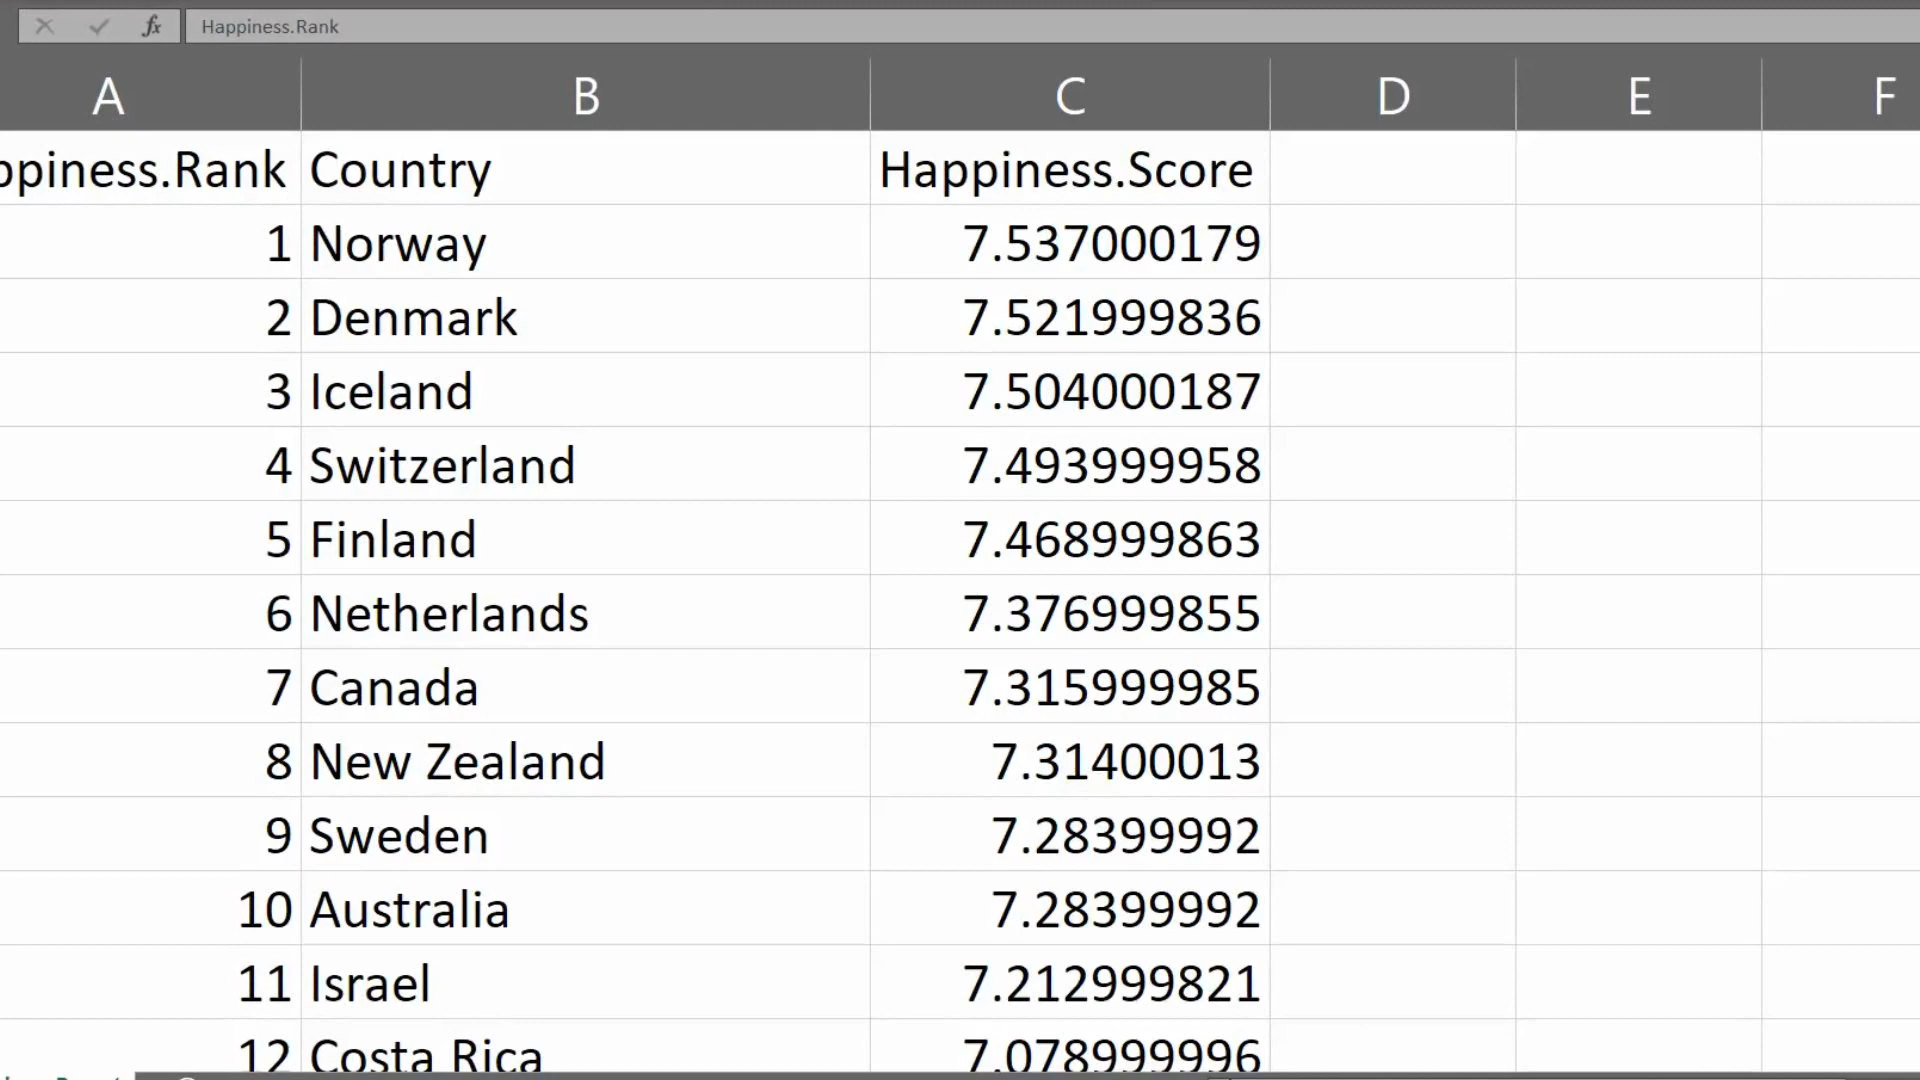 fx Happiness.Rank
A B C D E F
ppiness.Rank Country Happiness.Score
1 Norway 7.537000179
2 Denmark 7.521999836
3 Iceland 7.504000187
4 Switzerland 7.493999958
5 Finland 7.468999863
6 Netherlands 7.376999855
7 Canada 7.315999985
8 New Zealand 7.31400013
9 Sweden 7.28399992
10 Australia 7.28399992
11 Israel 7.212999821
12 Costa Rica 7.078999996